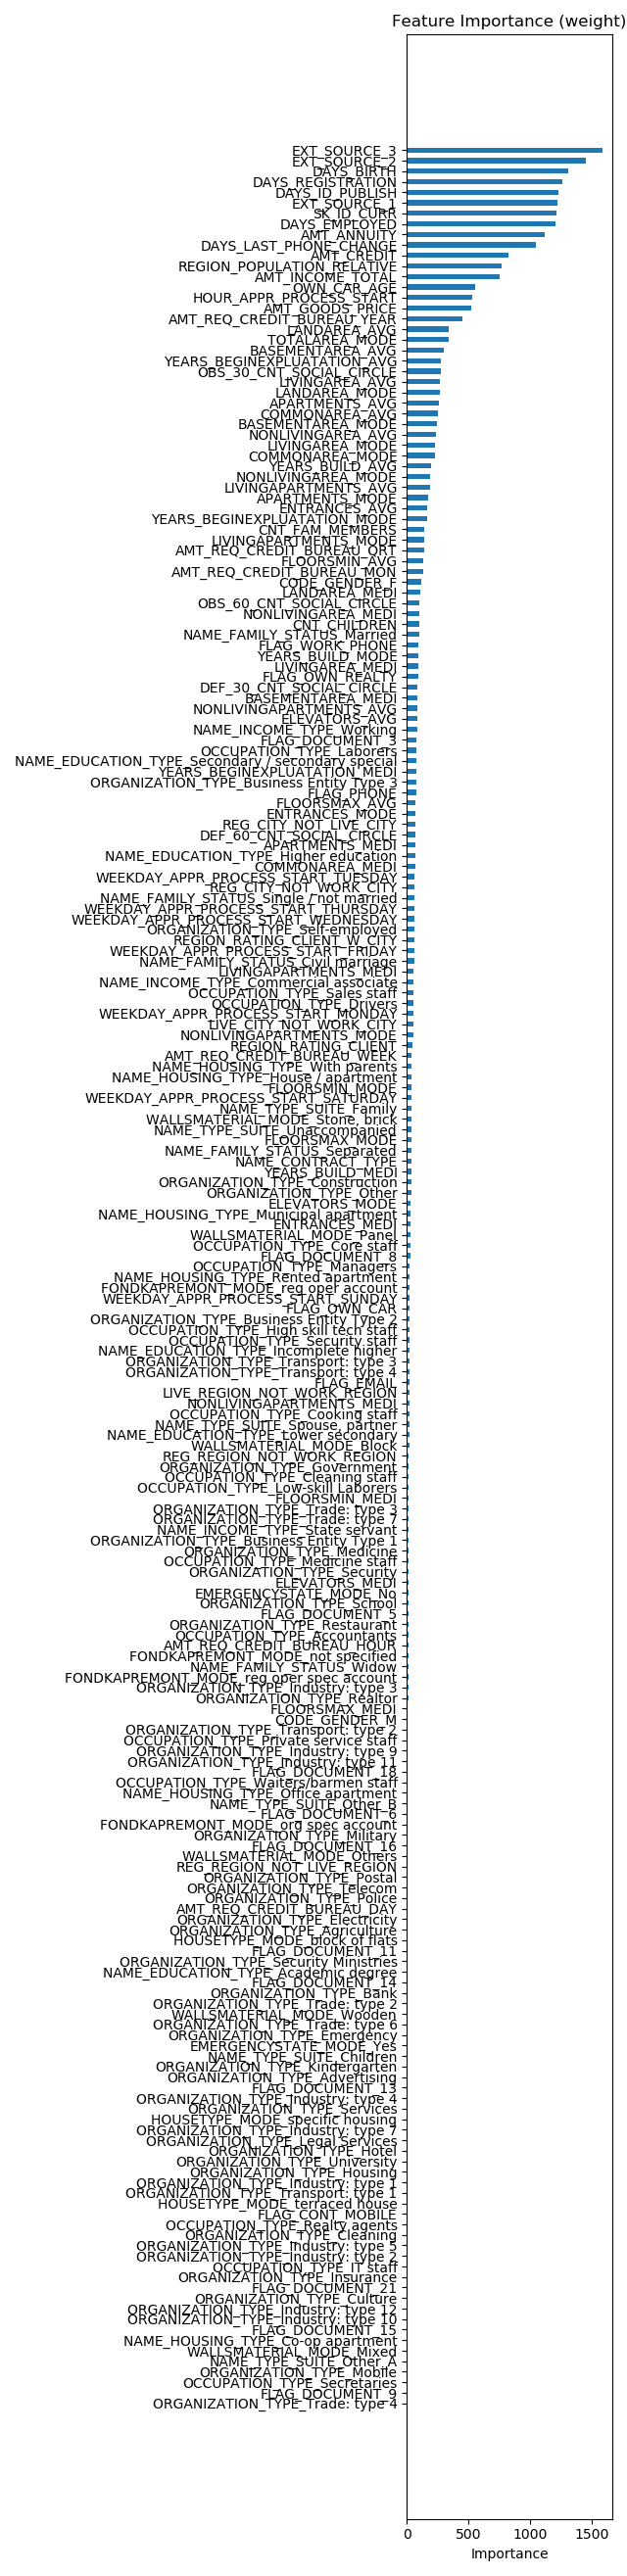 Feature Importance (weight)
EXT_SOURCE_3
EXT_SOURCE_2
DAYS_BIRTH
DAYS_REGISTRATION
DAYS_ID_PUBLISH
EXT_SOURCE_1
SK_ID_CURR
DAYS_EMPLOYED
AMT_ANNUITY
DAYS_LAST_PHONE_CHANGE
AMT_CREDIT
REGION_POPULATION_RELATIVE
AMT_INCOME_TOTAL
OWN_CAR_AGE
HOUR_APPR_PROCESS_START
AMT_GOODS_PRICE
AMT_REQ_CREDIT_BUREAU_YEAR
LANDAREA_AVG
TOTALAREA_MODE
BASEMENTAREA_AVG
YEARS_BEGINEXPLUATATION_AVG
OBS_30_CNT_SOCIAL_CIRCLE
LIVINGAREA_AVG
LANDAREA_MODE
APARTMENTS_AVG
COMMONAREA_AVG
BASEMENTAREA_MODE
NONLIVINGAREA_AVG
LIVINGAREA_MODE
COMMONAREA_MODE
YEARS_BUILD_AVG
NONLIVINGAREA_MODE
LIVINGAPARTMENTS_AVG
APARTMENTS_MODE
ENTRANCES_AVG
YEARS_BEGINEXPLUATATION_MODE
CNT_FAM_MEMBERS
LIVINGAPARTMENTS_MODE
AMT_REQ_CREDIT_BUREAU_QRT
FLOORSMIN_AVG
AMT_REQ_CREDIT_BUREAU_MON
CODE_GENDER_F
LANDAREA_MEDI
OBS_60_CNT_SOCIAL_CIRCLE
NONLIVINGAREA_MEDI
CNT_CHILDREN
NAME_FAMILY_STATUS_Married
FLAG_WORK_PHONE
YEARS_BUILD_MODE
LIVINGAREA_MEDI
FLAG_OWN_REALTY
DEF_30_CNT_SOCIAL_CIRCLE
BASEMENTAREA_MEDI
NONLIVINGAPARTMENTS_AVG
ELEVATORS_AVG
NAME_INCOME_TYPE_Working
FLAG_DOCUMENT_3
OCCUPATION_TYPE_Laborers
NAME_EDUCATION_TYPE_Secondary / secondary special
YEARS_BEGINEXPLUATATION_MEDI
ORGANIZATION_TYPE_Business Entity Type 3
FLAG_PHONE
FLOORSMAX_AVG
ENTRANCES_MODE
REG_CITY_NOT_LIVE_CITY
DEF_60_CNT_SOCIAL_CIRCLE
APARTMENTS_MEDI
NAME_EDUCATION_TYPE_Higher education
COMMONAREA_MEDI
WEEKDAY_APPR_PROCESS_START_TUESDAY
REG_CITY_NOT_WORK_CITY
NAME_FAMILY_STATUS_Single / not married
WEEKDAY_APPR_PROCESS_START_THURSDAY
WEEKDAY_APPR_PROCESS_START_WEDNESDAY
ORGANIZATION_TYPE_Self-employed
REGION_RATING_CLIENT_W_CITY
WEEKDAY_APPR_PROCESS_START_FRIDAY
NAME_FAMILY_STATUS_Civil marriage
LIVINGAPARTMENTS_MEDI
NAME_INCOME_TYPE_Commercial associate
OCCUPATION_TYPE_Sales staff
OCCUPATION_TYPE_Drivers
WEEKDAY_APPR_PROCESS_START_MONDAY
LIVE_CITY_NOT_WORK_CITY
NONLIVINGAPARTMENTS_MODE
REGION_RATING_CLIENT
AMT_REQ_CREDIT_BUREAU_WEEK
NAME_HOUSING_TYPE_With parents
NAME_HOUSING_TYPE_House / apartment
FLOORSMIN_MODE
WEEKDAY_APPR_PROCESS_START_SATURDAY
NAME_TYPE_SUITE_Family
WALLSMATERIAL_MODE_Stone, brick
NAME_TYPE_SUITE_Unaccompanied
FLOORSMAX_MODE
NAME_FAMILY_STATUS_Separated
NAME_CONTRACT_TYPE
YEARS_BUILD_MEDI
ORGANIZATION_TYPE_Construction
ORGANIZATION_TYPE_Other
ELEVATORS_MODE
NAME_HOUSING_TYPE_Municipal apartment
ENTRANCES_MEDI
WALLSMATERIAL_MODE_Panel
OCCUPATION_TYPE_Core staff
FLAG_DOCUMENT_8
OCCUPATION_TYPE_Managers
NAME_HOUSING_TYPE_Rented apartment
FONDKAPREMONT_MODE_reg oper account
WEEKDAY_APPR_PROCESS_START_SUNDAY
FLAG_OWN_CAR
ORGANIZATION_TYPE_Business Entity Type 2
OCCUPATION_TYPE_High skill tech staff
OCCUPATION_TYPE_Security staff
NAME_EDUCATION_TYPE_Incomplete higher
ORGANIZATION_TYPE_Transport: type 3
ORGANIZATION_TYPE_Transport: type 4
FLAG_EMAIL
LIVE_REGION_NOT_WORK_REGION
NONLIVINGAPARTMENTS_MEDI
OCCUPATION_TYPE_Cooking staff
NAME_TYPE_SUITE_Spouse, partner
NAME_EDUCATION_TYPE_Lower secondary
WALLSMATERIAL_MODE_Block
REG_REGION_NOT_WORK_REGION
ORGANIZATION_TYPE_Government
OCCUPATION_TYPE_Cleaning staff
OCCUPATION_TYPE_Low-skill Laborers
FLOORSMIN_MEDI
ORGANIZATION_TYPE_Trade: type 3
ORGANIZATION_TYPE_Trade: type 7
NAME_INCOME_TYPE_State servant
ORGANIZATION_TYPE_Business Entity Type 1
ORGANIZATION_TYPE_Medicine
OCCUPATION_TYPE_Medicine staff
ORGANIZATION_TYPE_Security
ELEVATORS_MEDI
EMERGENCYSTATE_MODE_No
ORGANIZATION_TYPE_School
FLAG_DOCUMENT_5
ORGANIZATION_TYPE_Restaurant
OCCUPATION_TYPE_Accountants
AMT_REQ_CREDIT_BUREAU_HOUR
FONDKAPREMONT_MODE_not specified
NAME_FAMILY_STATUS_Widow
FONDKAPREMONT_MODE_reg oper spec account
ORGANIZATION_TYPE_Industry: type 3
ORGANIZATION_TYPE_Realtor
FLOORSMAX_MEDI
CODE_GENDER_M
ORGANIZATION_TYPE_Transport: type 2
OCCUPATION_TYPE_Private service staff
ORGANIZATION_TYPE_Industry: type 9
ORGANIZATION_TYPE_Industry: type 11
FLAG_DOCUMENT_18
OCCUPATION_TYPE_Waiters/barmen staff
NAME_HOUSING_TYPE_Office apartment
NAME_TYPE_SUITE_Other_B
FLAG_DOCUMENT_6
FONDKAPREMONT_MODE_org spec account
ORGANIZATION_TYPE_Military
FLAG_DOCUMENT_16
WALLSMATERIAL_MODE_Others
REG_REGION_NOT_LIVE_REGION
ORGANIZATION_TYPE_Postal
ORGANIZATION_TYPE_Telecom
ORGANIZATION_TYPE_Police
AMT_REQ_CREDIT_BUREAU_DAY
ORGANIZATION_TYPE_Electricity
ORGANIZATION_TYPE_Agriculture
HOUSETYPE_MODE_block of flats
FLAG_DOCUMENT_11
ORGANIZATION_TYPE_Security Ministries
NAME_EDUCATION_TYPE_Academic degree
FLAG_DOCUMENT_14
ORGANIZATION_TYPE_Bank
ORGANIZATION_TYPE_Trade: type 2
WALLSMATERIAL_MODE_Wooden
ORGANIZATION_TYPE_Trade: type 6
ORGANIZATION_TYPE_Emergency
EMERGENCYSTATE_MODE_Yes
NAME_TYPE_SUITE_Children
ORGANIZATION_TYPE_Kindergarten
ORGANIZATION_TYPE_Advertising
FLAG_DOCUMENT_13
ORGANIZATION_TYPE_Industry: type 4
ORGANIZATION_TYPE_Services
HOUSETYPE_MODE_specific housing
ORGANIZATION_TYPE_Industry: type 7
ORGANIZATION_TYPE_Legal Services
ORGANIZATION_TYPE_Hotel
ORGANIZATION_TYPE_University
ORGANIZATION_TYPE_Housing
ORGANIZATION_TYPE_Industry: type 1
ORGANIZATION_TYPE_Transport: type 1
HOUSETYPE_MODE_terraced house
FLAG_CONT_MOBILE
OCCUPATION_TYPE_Realty agents
ORGANIZATION_TYPE_Cleaning
ORGANIZATION_TYPE_Industry: type 5
ORGANIZATION_TYPE_Industry: type 2
OCCUPATION_TYPE_IT staff
ORGANIZATION_TYPE_Insurance
FLAG_DOCUMENT_21
ORGANIZATION_TYPE_Culture
ORGANIZATION_TYPE_Industry: type 12
ORGANIZATION_TYPE_Industry: type 10
FLAG_DOCUMENT_15
NAME_HOUSING_TYPE_Co-op apartment
WALLSMATERIAL_MODE_Mixed
NAME_TYPE_SUITE_Other_A
ORGANIZATION_TYPE_Mobile
OCCUPATION_TYPE_Secretaries
FLAG_DOCUMENT_9
ORGANIZATION_TYPE_Trade: type 4
0 500 1000 1500
Importance